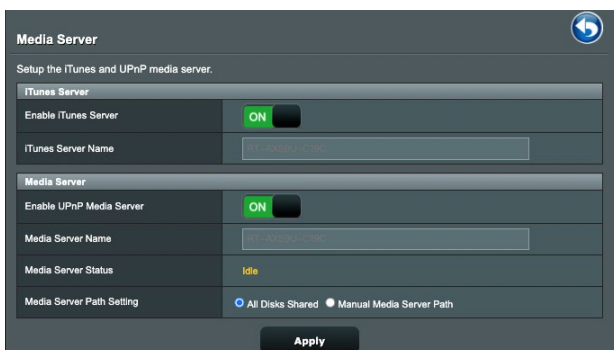 Media Server
Setup the iTunes and UPnP media server.
iTunes Server
Enable iTunes Server ON
iTunes Server Name
Media Server
Enable UPnP Media Server ON
Media Server Name
Media Server Status Idle
Media Server Path Setting All Disks Shared Manual Media Server Path
Apply